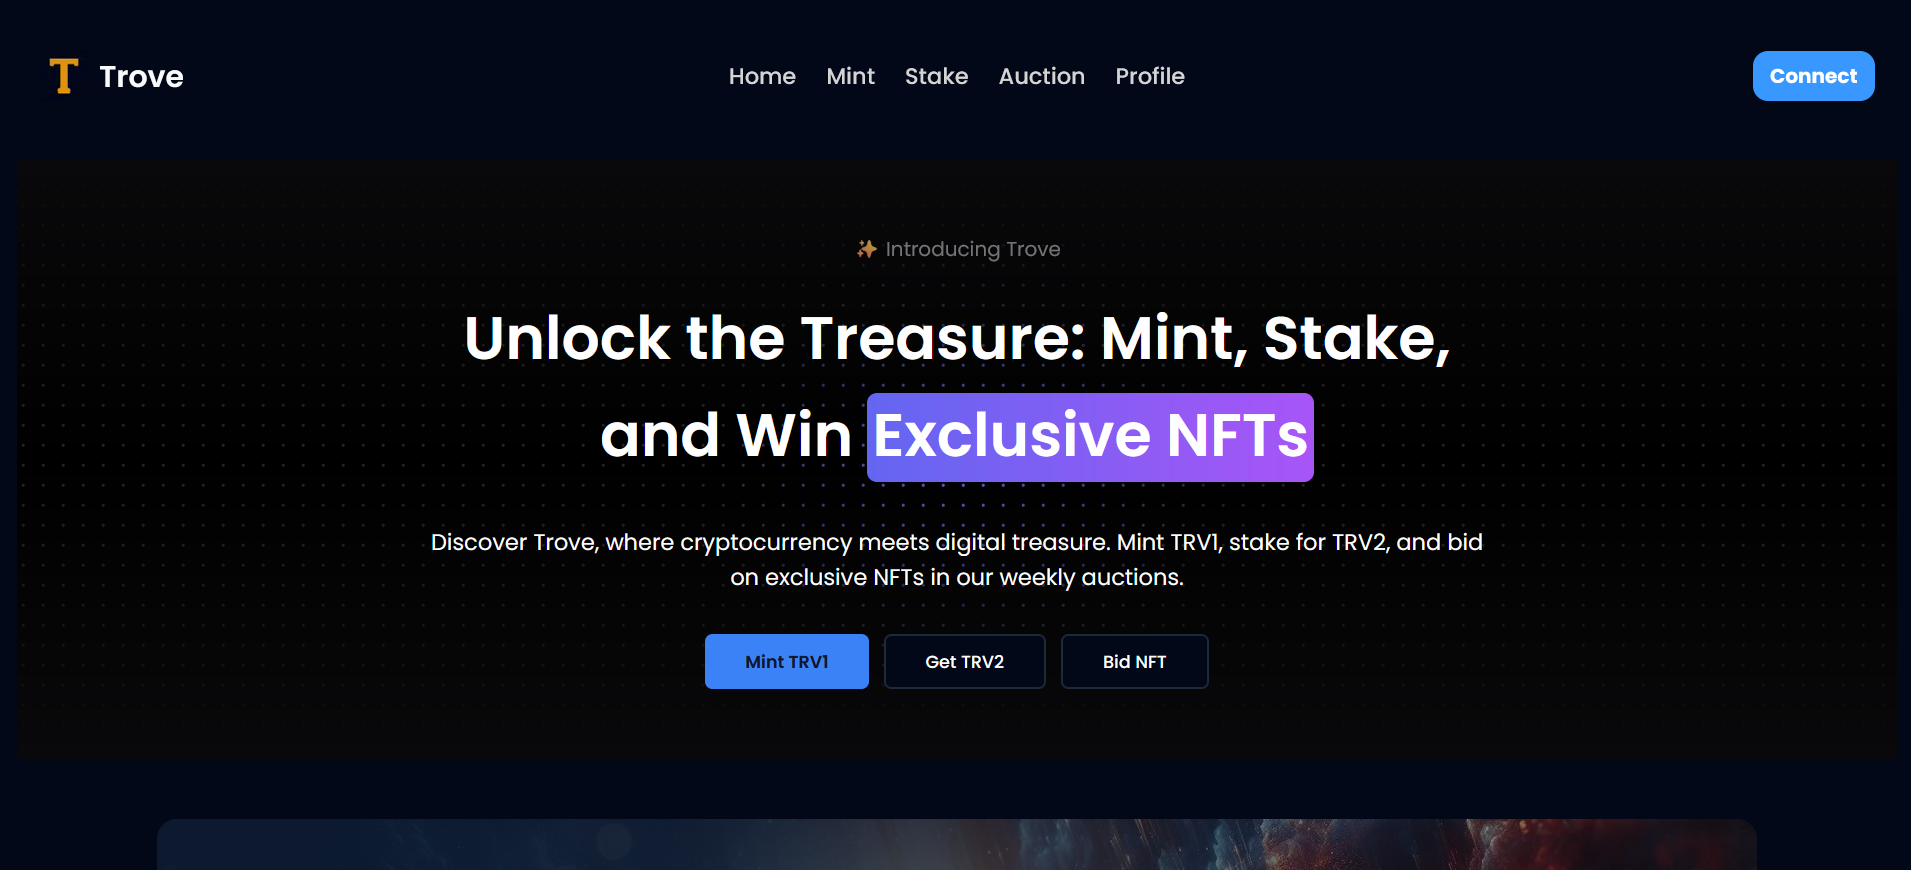 T Trove
Home Mint Stake Auction Profile
Connect
✨ Introducing Trove
Unlock the Treasure: Mint, Stake,
and Win Exclusive NFTs
Discover Trove, where cryptocurrency meets digital treasure. Mint TRV1, stake for TRV2, and bid
on exclusive NFTs in our weekly auctions.
Mint TRV1
Get TRV2
Bid NFT